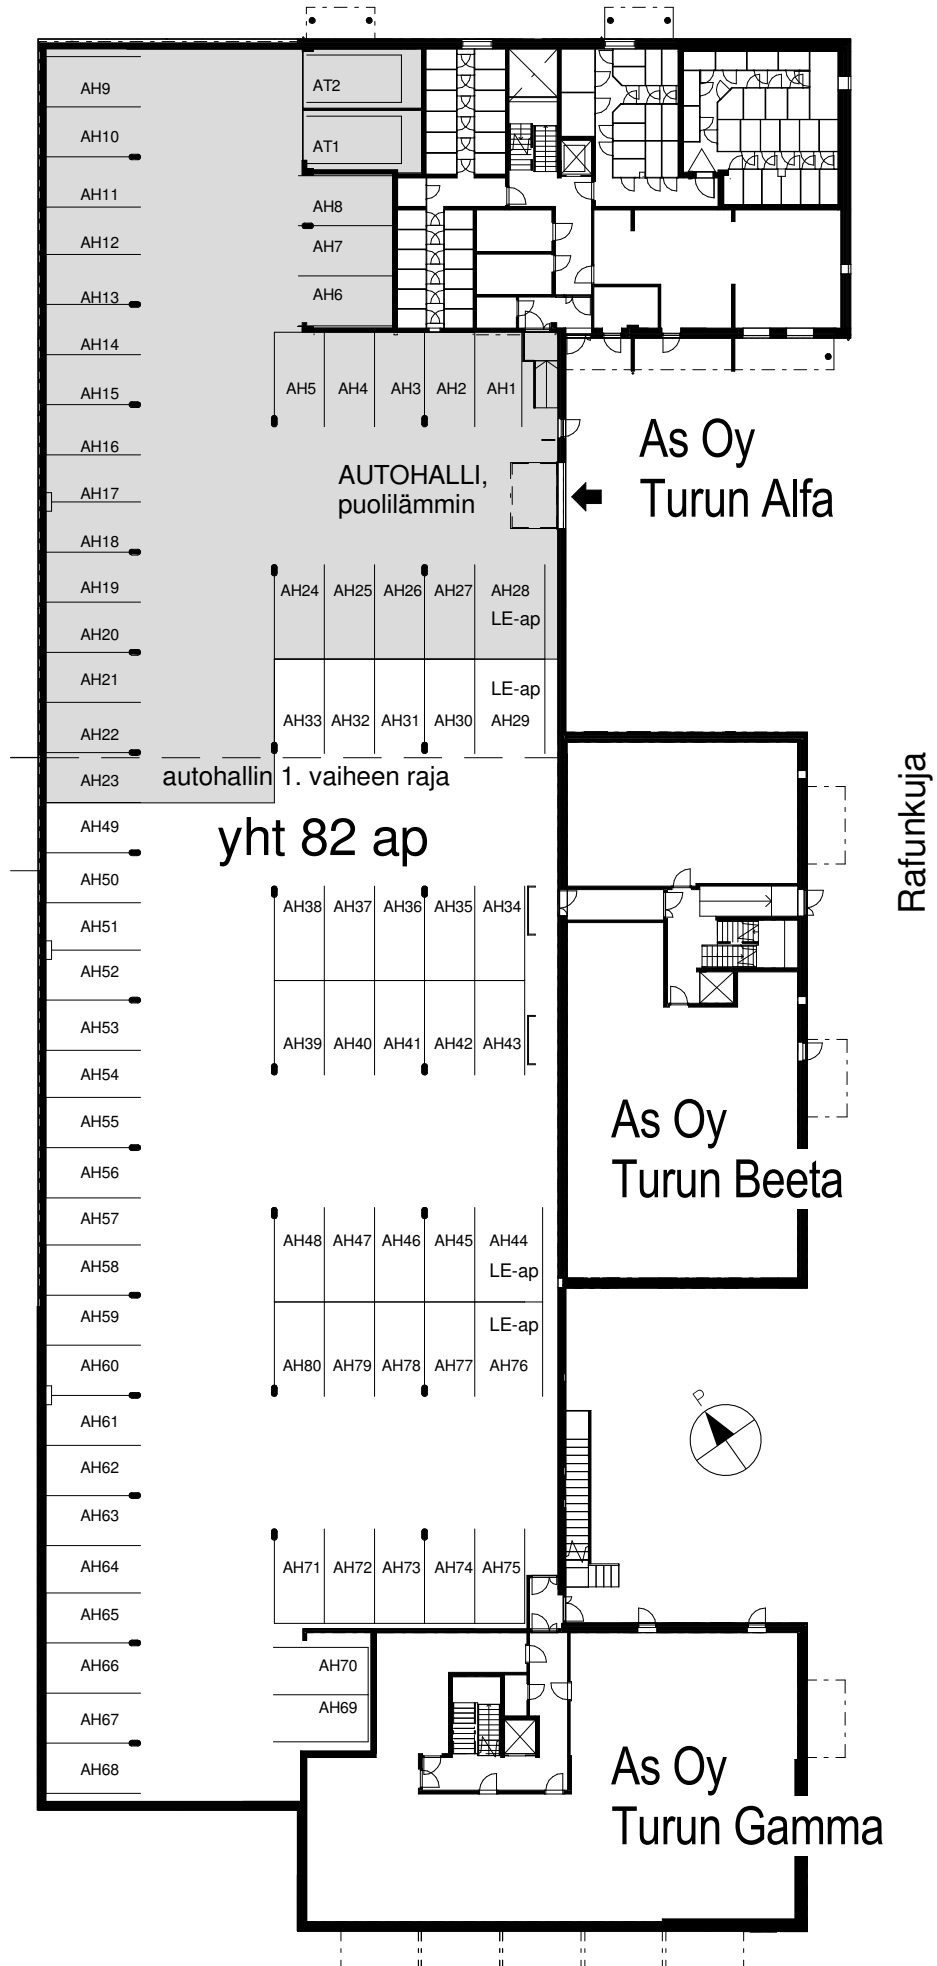 AH9
AT2
AH10
AT1
AH11
AH8
AH12
AH7
AH13
AH6
AH14
AH15
AH5 AH4 AH3 AH2 AH1
AH16
As Oy
Turun Alfa
AUTOHALLI,
puolilämmin
AH17
AH18
AH19
AH24 AH25 AH26 AH27 AH28
LE-ap
AH20
AH21
LE-ap
AH33 AH32 AH31 AH30 AH29
AH22
autohallin 1. vaiheen raja
AH23
Rafunkuja
yht 82 ap
AH49
AH50
AH38 AH37 AH36 AH35 AH34
AH51
AH52
AH53
AH39 AH40 AH41 AH42 AH43
AH54
AH55
As Oy
Turun Beeta
AH56
AH57
AH48 AH47 AH46 AH45 AH44
LE-ap
AH58
AH59
LE-ap
AH60
AH80 AH79 AH78 AH77 AH76
P
AH61
AH62
AH63
AH64
AH71 AH72 AH73 AH74 AH75
AH65
AH66
AH70
AH67
AH69
AH68
As Oy
Turun Gamma